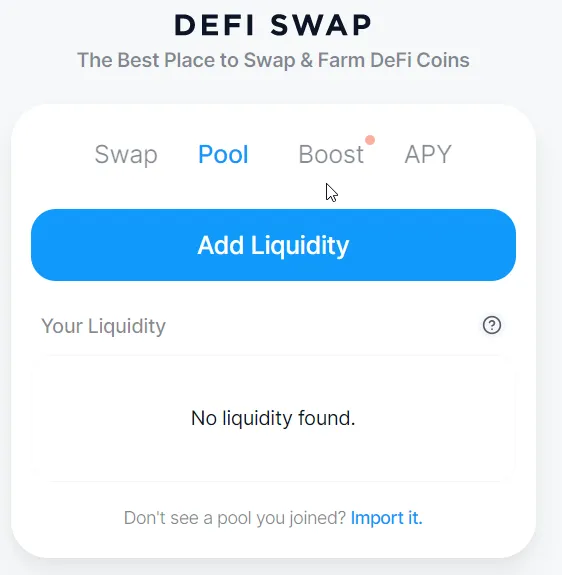 DEFI SWAP
The Best Place to Swap & Farm DeFi Coins
Swap Pool Boost APY
Add Liquidity
Your Liquidity ?
No liquidity found.
Don't see a pool you joined? Import it.